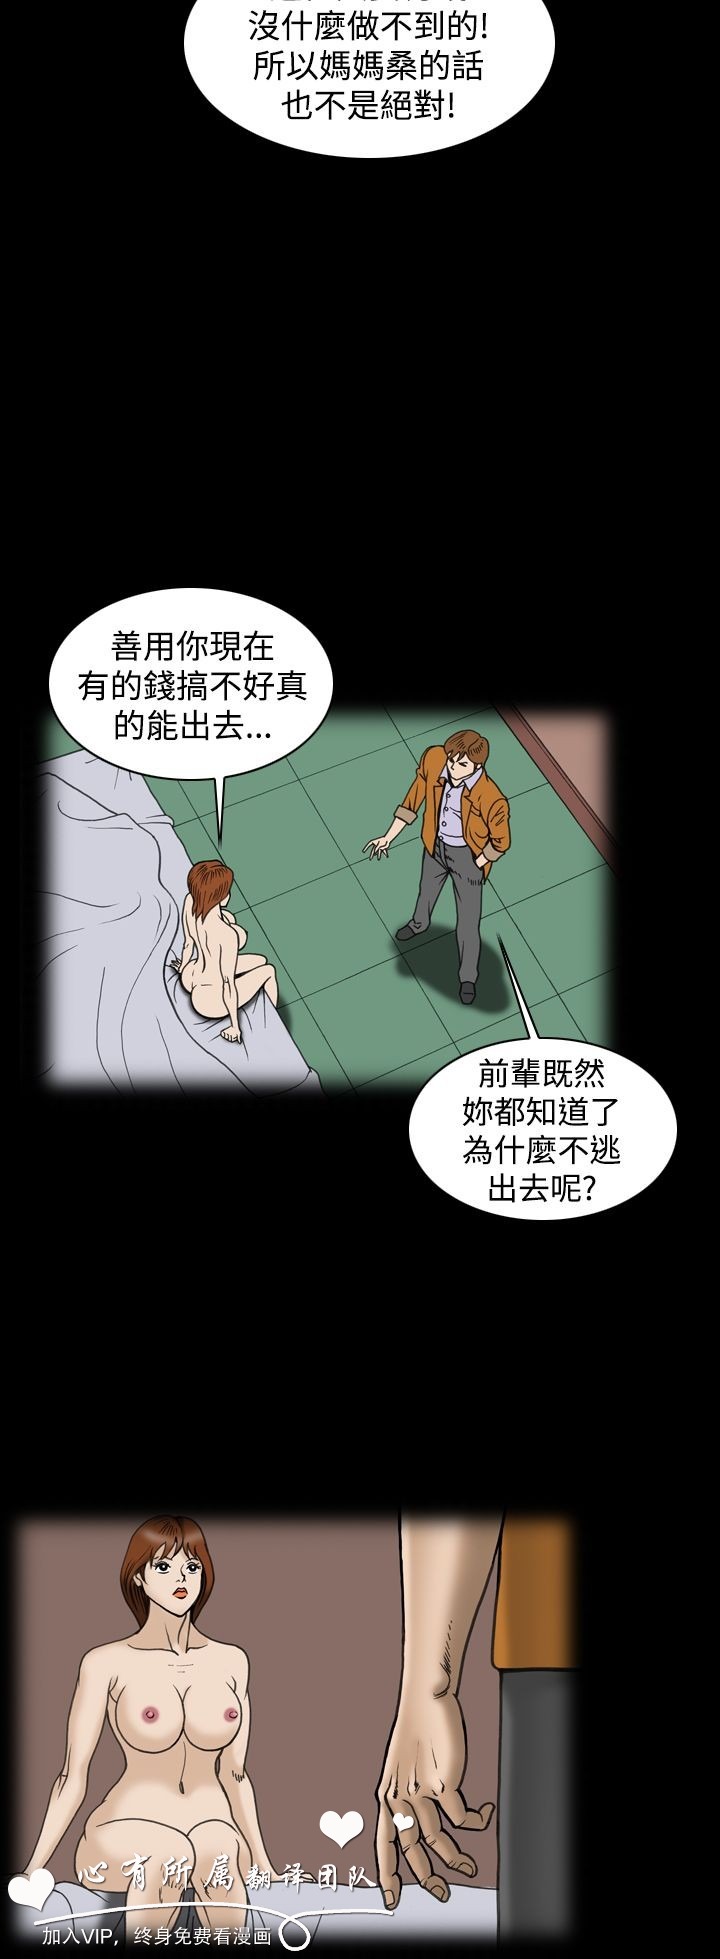 沒什麼做不到的!
所以媽媽桑的話
也不是絕對!
善用你現在
有的錢搞不好真
的能出去...
前輩既然
妳都知道了
為什麼不逃
出去呢?
心有所属翻译团队
加入VIP，终身免费看漫画